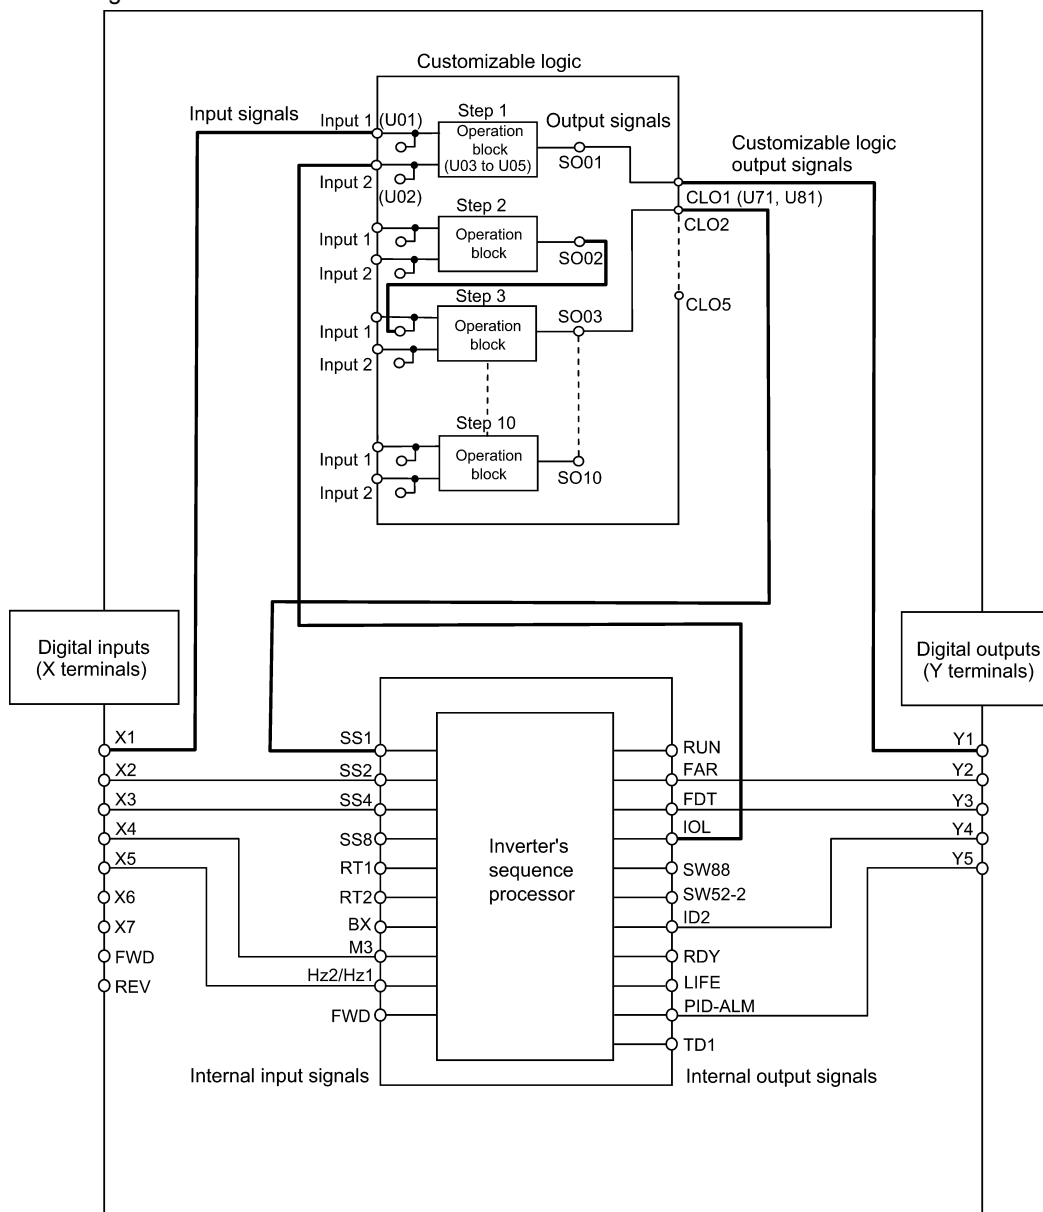 Customizable logic
Input signals
Input 1 (U01)
Step 1
Operation
block
(U03 to U05)
Output signals
SO01
Input 2
(U02)
Customizable logic
output signals
CLO1 (U71, U81)
CLO2
CLO5
Step 2
Input 1
Operation
block
SO02
Input 2
Step 3
Input 1
Operation
block
SO03
Input 2
Step 10
Input 1
Operation
block
SO10
Input 2
Digital inputs
(X terminals)
Digital outputs
(Y terminals)
X1
X2
X3
X4
X5
X6
X7
FWD
REV
SS1
SS2
SS4
SS8
RT1
RT2
BX
M3
Hz2/Hz1
FWD
Inverter's
sequence
processor
RUN
FAR
FDT
IOL
SW88
SW52-2
ID2
RDY
LIFE
PID-ALM
TD1
Y1
Y2
Y3
Y4
Y5
Internal input signals
Internal output signals